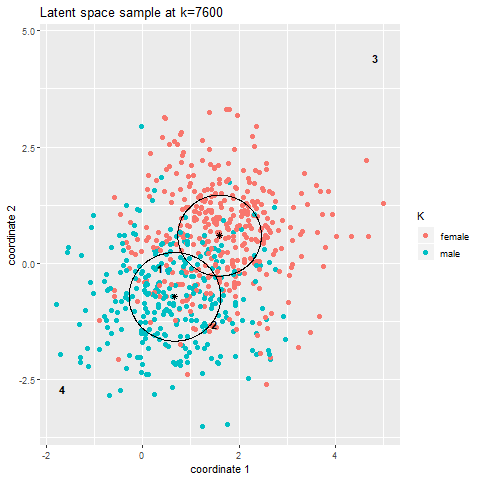 Latent space sample at k=7600
5.0
3
2.5
K
female
male
coordinate 2
0.0
1
2
-2.5
4
-2
0
2
4
coordinate 1